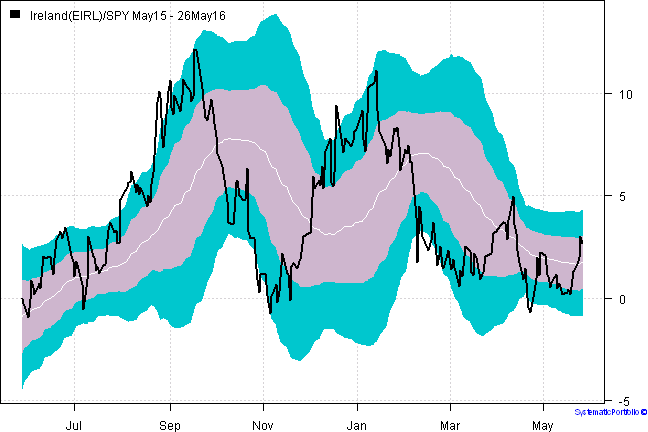 Ireland(EIRL)/SPY May15 - 26May16
10
5
0
-5
SystematicPortfolio ©
Jul Sep Nov Jan Mar May